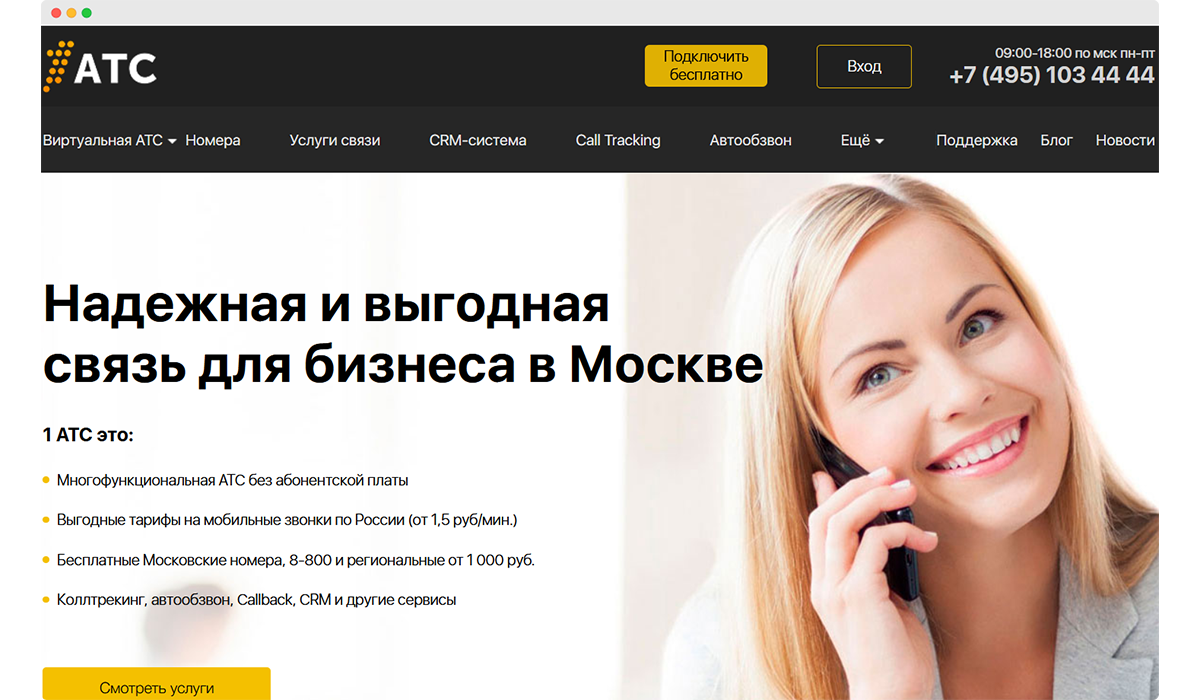 АТС
Подключить
бесплатно
Вход
09:00-18:00 по мск пн-пт
+7 (495) 103 44 44
Виртуальная АТС Номера Услуги связи CRM-система Call Tracking Автообзвон Ещё Поддержка Блог Новости
Надежная и выгодная
связь для бизнеса в Москве
1 АТС это:
Многофункциональная АТС без абонентской платы
Выгодные тарифы на мобильные звонки по России (от 1,5 руб/мин.)
Бесплатные Московские номера, 8-800 и региональные от 1 000 руб.
Коллтрекинг, автообзвон, Callback, CRM и другие сервисы
Смотреть услуги